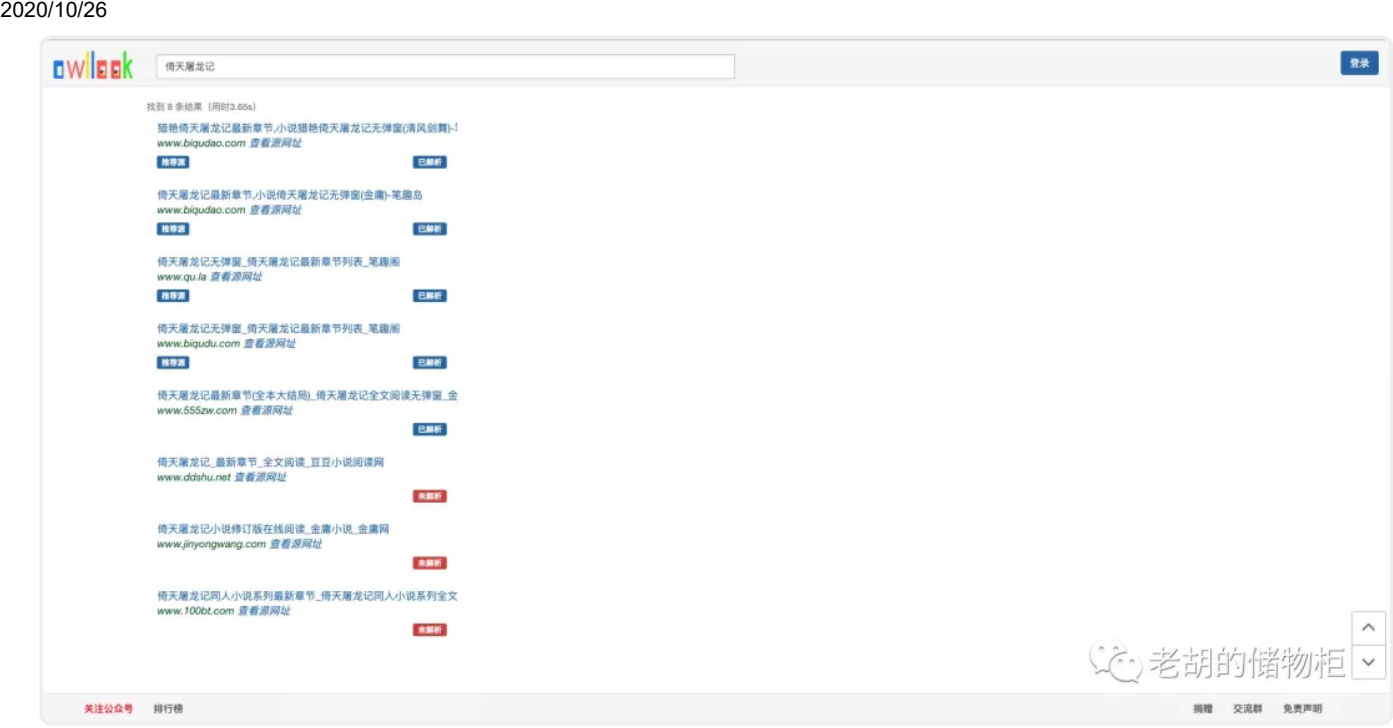 2020/10/26
owllook
倚天屠龙记
登录
找到 8 条结果（用时3.65s）
猎艳倚天屠龙记最新章节,小说猎艳倚天屠龙记无弹窗(清风剑舞)-
www.biqudao.com 查看源网址
推荐源 已解析
倚天屠龙记最新章节,小说倚天屠龙记无弹窗(金庸)-笔趣岛
www.biqudao.com 查看源网址
推荐源 已解析
倚天屠龙记无弹窗_倚天屠龙记最新章节列表_笔趣阁
www.qu.la 查看源网址
推荐源 已解析
倚天屠龙记无弹窗_倚天屠龙记最新章节列表_笔趣阁
www.biqudu.com 查看源网址
推荐源 已解析
倚天屠龙记最新章节(全本大结局)_倚天屠龙记全文阅读无弹窗_金
www.555zw.com 查看源网址
已解析
倚天屠龙记_最新章节_全文阅读_豆豆小说阅读网
www.ddshu.net 查看源网址
未解析
倚天屠龙记小说修订版在线阅读_金庸小说_金庸网
www.jinyongwang.com 查看源网址
未解析
倚天屠龙记同人小说系列最新章节_倚天屠龙记同人小说系列全文
www.100bt.com 查看源网址
未解析
老胡的储物柜
关注公众号 排行榜 捐赠 交流群 免责声明